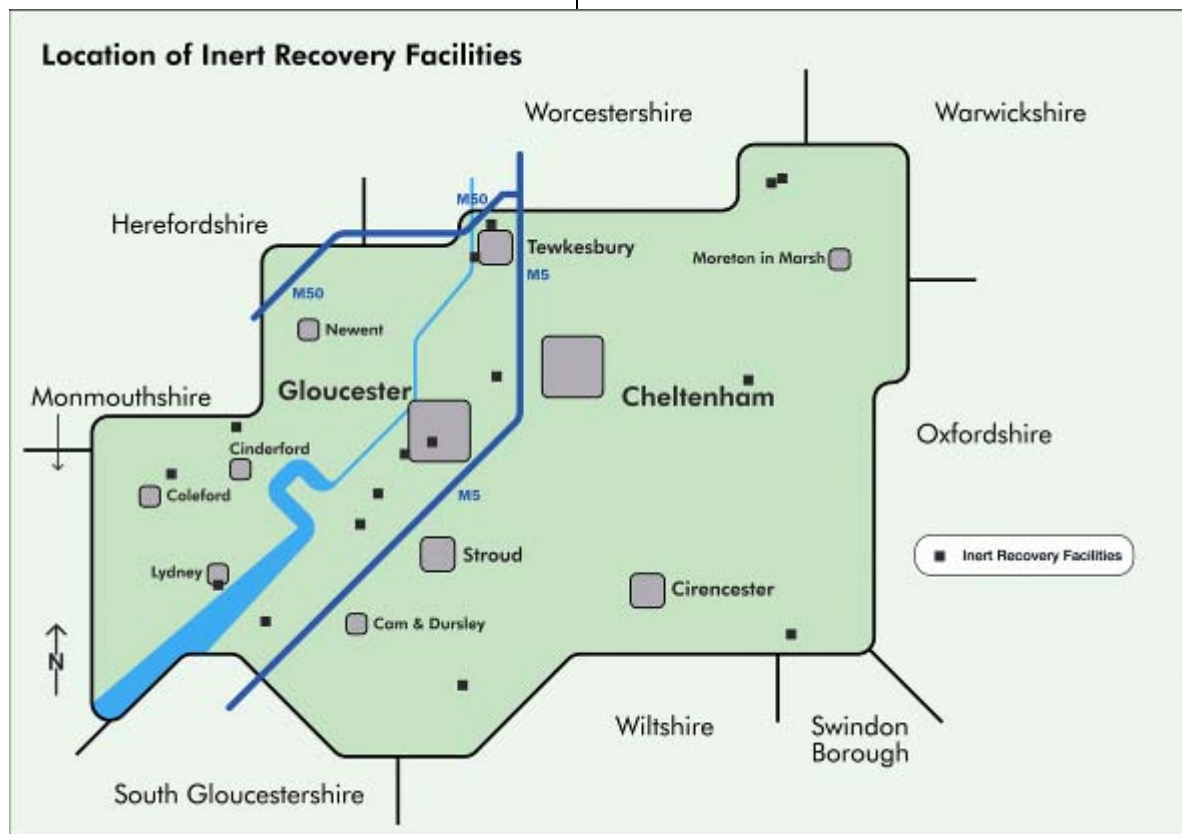 Location of Inert Recovery Facilities
Worcestershire
Warwickshire
M50
Herefordshire
Tewkesbury
Moreton in Marsh
M5
M50
Newent
Gloucester
Cheltenham
Monmouthshire
Oxfordshire
Cinderford
Coleford
M5
Stroud
Inert Recovery Facilities
Lydney
Cirencester
Cam & Dursley
N
Wiltshire
Swindon
Borough
South Gloucestershire